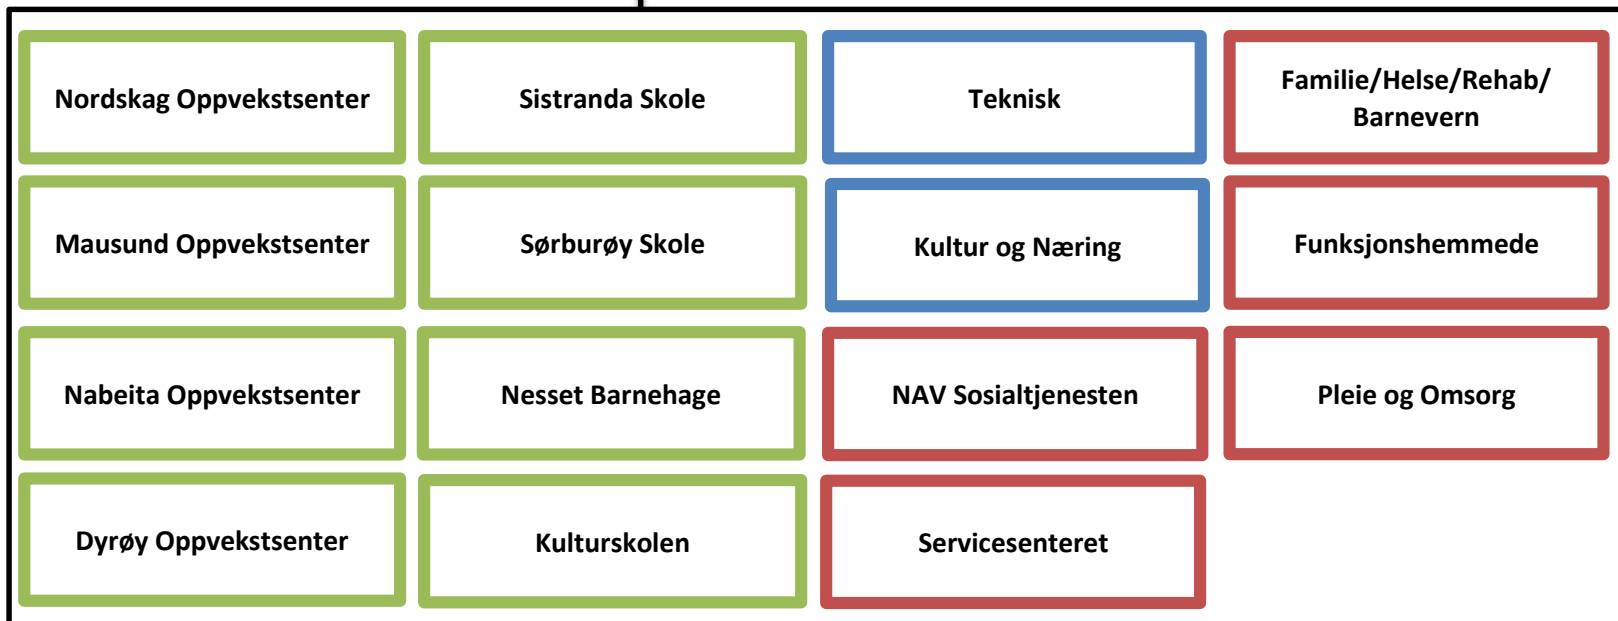 Nordskag Oppvekstsenter
Sistranda Skole
Teknisk
Familie/Helse/Rehab/
Barnevern
Mausund Oppvekstsenter
Sørburøy Skole
Kultur og Næring
Funksjonshemmede
Nabeita Oppvekstsenter
Nesset Barnehage
NAV Sosialtjenesten
Pleie og Omsorg
Dyrøy Oppvekstsenter
Kulturskolen
Servicesenteret